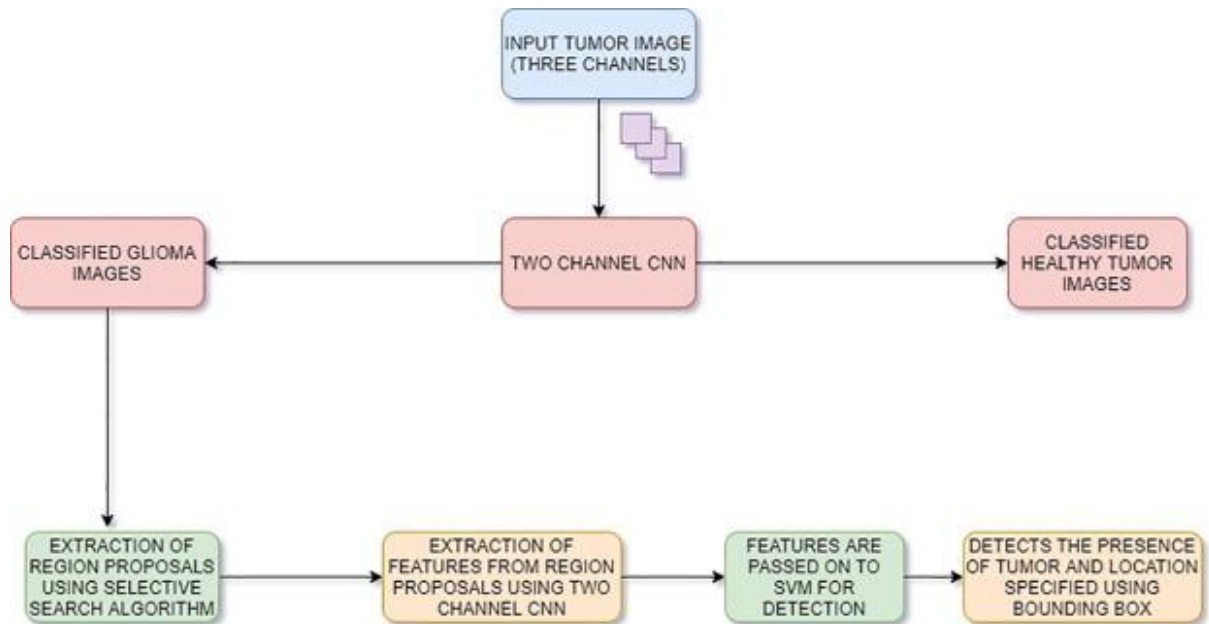 INPUT TUMOR IMAGE
(THREE CHANNELS)
CLASSIFIED GLIOMA
IMAGES
TWO CHANNEL CNN
CLASSIFIED
HEALTHY TUMOR
IMAGES
EXTRACTION OF
REGION PROPOSALS
USING SELECTIVE
SEARCH ALGORITHM
EXTRACTION OF
FEATURES FROM REGION
PROPOSALS USING TWO
CHANNEL CNN
FEATURES ARE
PASSED ON TO
SVM FOR
DETECTION
DETECTS THE PRESENCE
OF TUMOR AND LOCATION
SPECIFIED USING
BOUNDING BOX